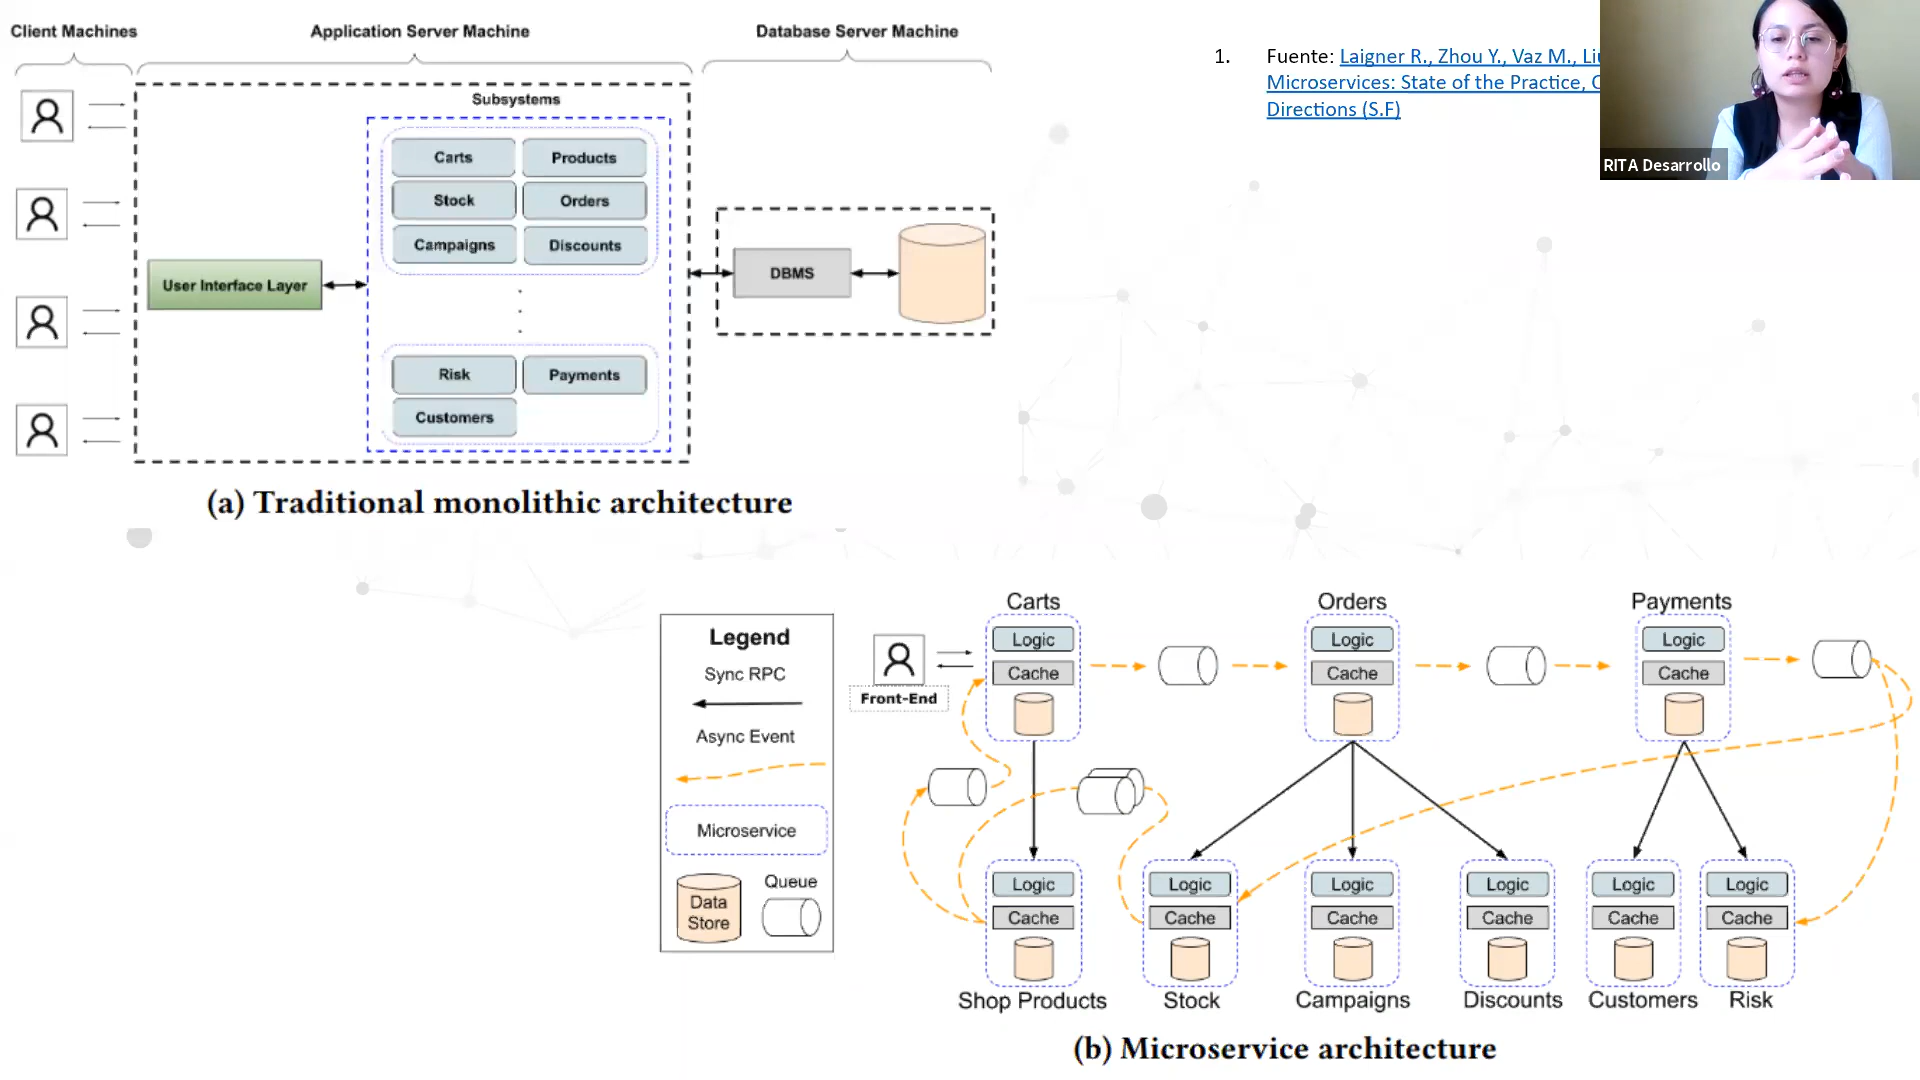 Client Machines
Application Server Machine
Database Server Machine
Subsystems
Carts
Products
Stock
Orders
Campaigns
Discounts
User Interface Layer
DBMS
Risk
Payments
Customers
(a) Traditional monolithic architecture
1. Fuente: Laigner R., Zhou Y., Vaz M.,
Microservices: State of the Practice,
Directions (S.F)
RITA Desarrollo
Legend
Sync RPC
Async Event
Microservice
Data
Store
Queue
Front-End
Carts
Logic
Cache
Orders
Logic
Cache
Payments
Logic
Cache
Logic
Cache
Shop Products
Logic
Cache
Stock
Logic
Cache
Campaigns
Logic
Cache
Discounts
Logic
Cache
Customers
Logic
Cache
Risk
(b) Microservice architecture